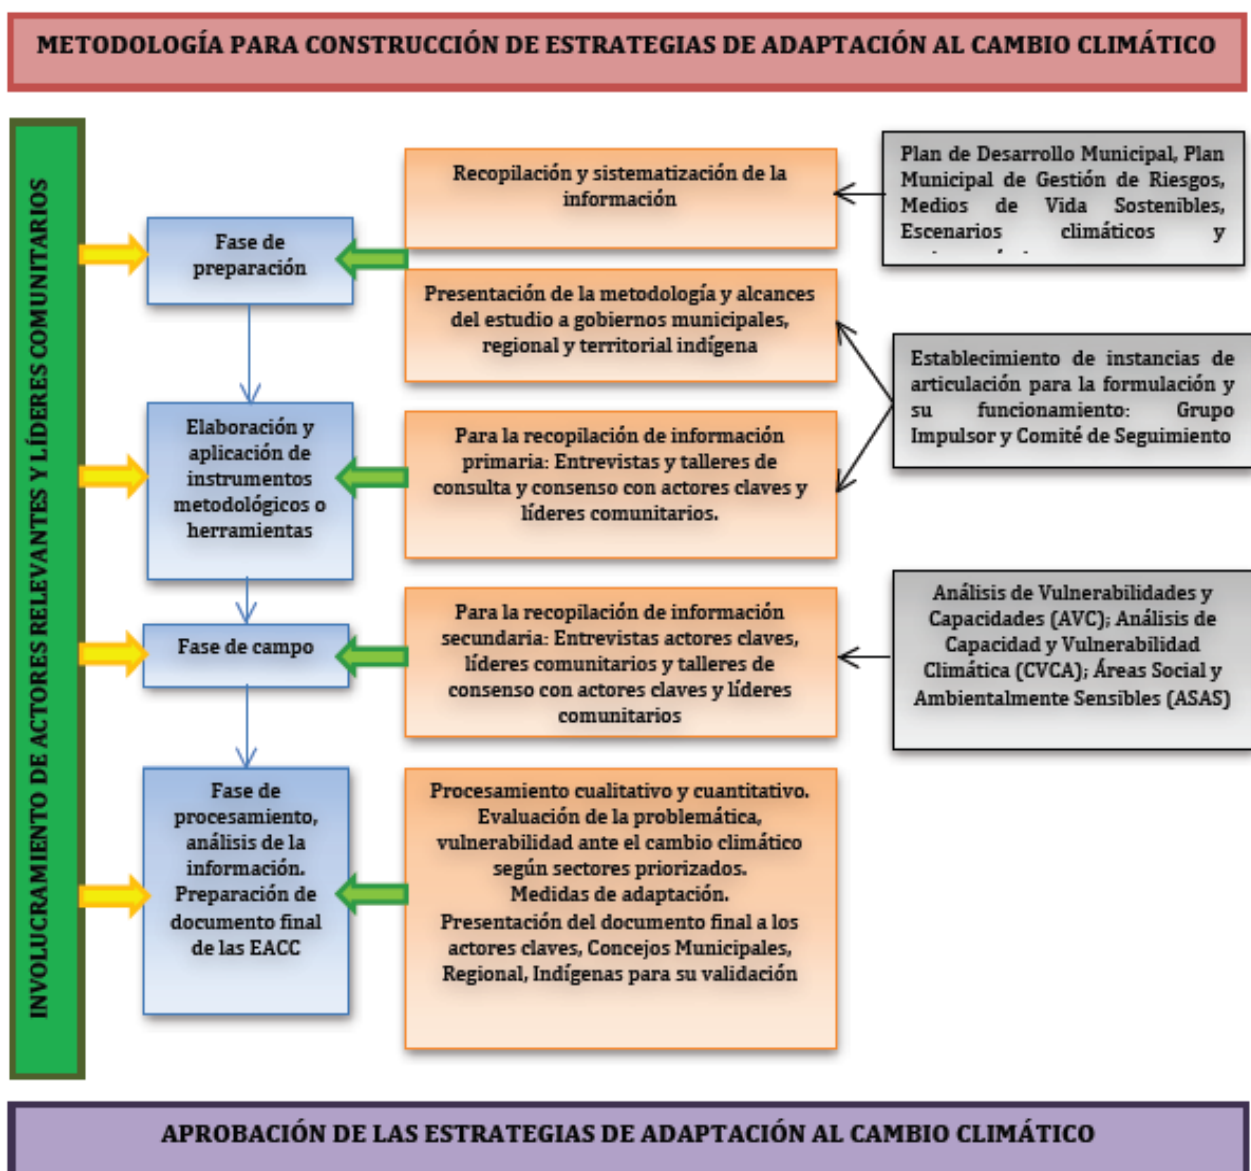 METODOLOGÍA PARA CONSTRUCCIÓN DE ESTRATEGIAS DE ADAPTACIÓN AL CAMBIO CLIMÁTICO
INVOLUCRAMIENTO DE ACTORES RELEVANTES Y LÍDERES COMUNITARIOS
Fase de
preparación
Recopilación y sistematización de la
información
Plan de Desarrollo Municipal, Plan
Municipal de Gestión de Riesgos,
Medios de Vida Sostenibles,
Escenarios climáticos y
Presentación de la metodología y alcances
del estudio a gobiernos municipales,
regional y territorial indígena
Establecimiento de instancias de
articulación para la formulación y
su funcionamiento: Grupo
Impulsor y Comité de Seguimiento
Elaboración y
aplicación de
instrumentos
metodológicos o
herramientas
Para la recopilación de información
primaria: Entrevistas y talleres de
consulta y consenso con actores claves y
líderes comunitarios.
Fase de campo
Para la recopilación de información
secundaria: Entrevistas actores claves,
líderes comunitarios y talleres de
consenso con actores claves y líderes
comunitarios
Análisis de Vulnerabilidades y
Capacidades (AVC); Análisis de
Capacidad y Vulnerabilidad
Climática (CVCA); Áreas Social y
Ambientalmente Sensibles (ASAS)
Fase de
procesamiento,
análisis de la
información.
Preparación de
documento final
de las EACC
Procesamiento cualitativo y cuantitativo.
Evaluación de la problemática,
vulnerabilidad ante el cambio climático
según sectores priorizados.
Medidas de adaptación.
Presentación del documento final a los
actores claves, Concejos Municipales,
Regional, Indígenas para su validación
APROBACIÓN DE LAS ESTRATEGIAS DE ADAPTACIÓN AL CAMBIO CLIMÁTICO